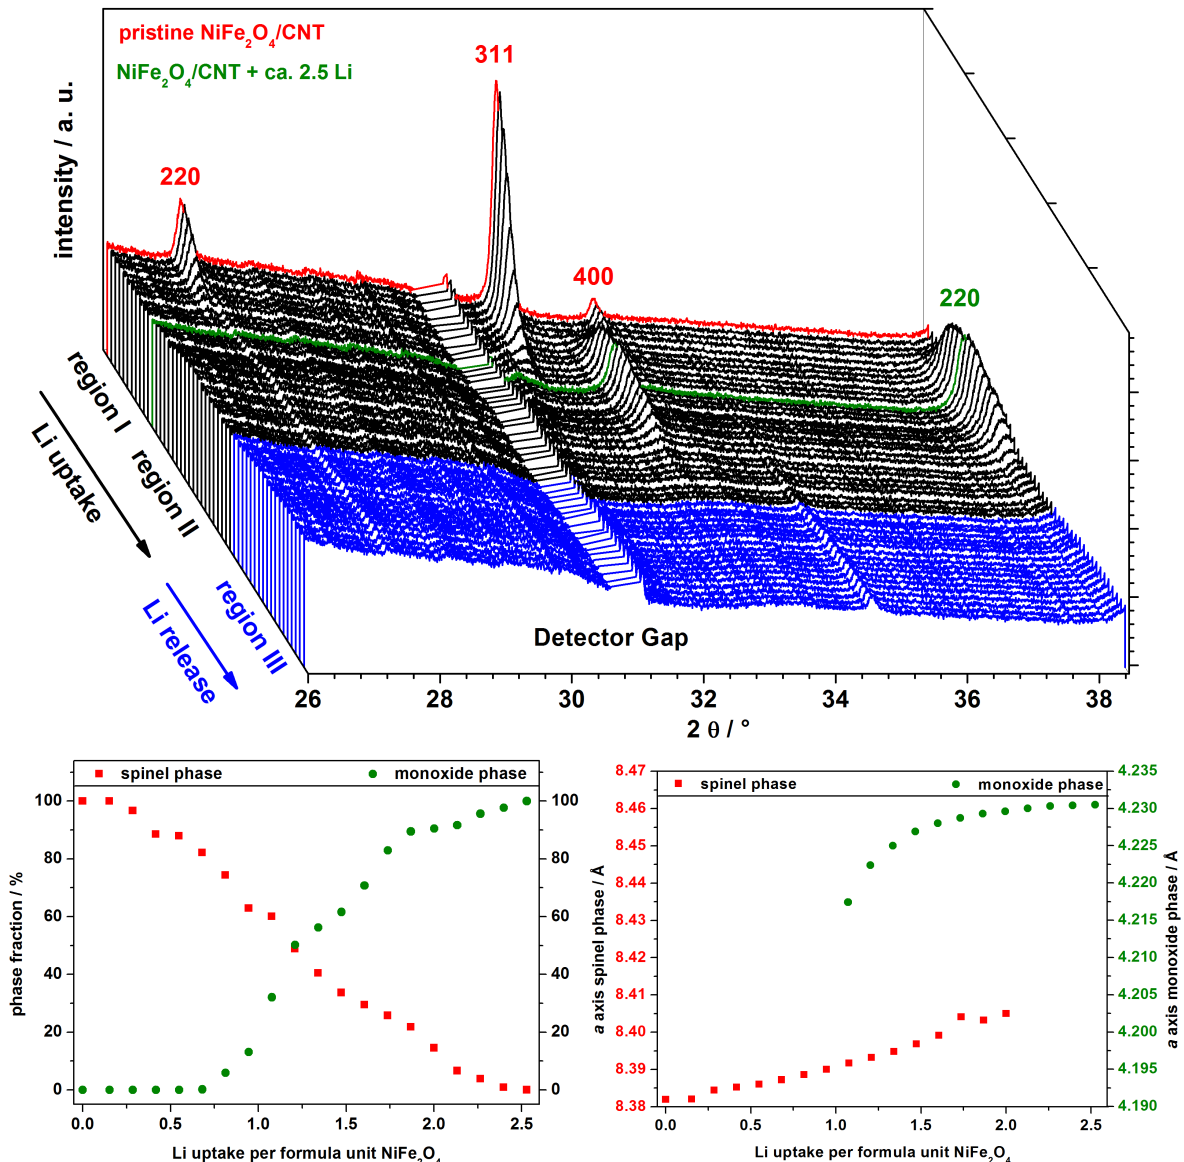 pristine NiFe₂O₄/CNT
NiFe₂O₄/CNT + ca. 2.5 Li
311
220
400
220
intensity / a. u.
region I
region II
region III
Li uptake
Li release
Detector Gap
26 28 30 32 34 36 38
2 θ / °
spinel phase monoxide phase
100 100
80 80
60 60
40 40
20 20
0 0
phase fraction / %
0.0 0.5 1.0 1.5 2.0 2.5
Li uptake per formula unit NiFe₂O₄
spinel phase monoxide phase
8.47 4.235
8.46 4.230
8.45 4.225
8.44 4.220
8.43 4.215
8.42 4.210
8.41 4.205
8.40 4.200
8.39 4.195
8.38 4.190
a axis spinel phase / Å
a axis monoxide phase / Å
0.0 0.5 1.0 1.5 2.0 2.5
Li uptake per formula unit NiFe₂O₄